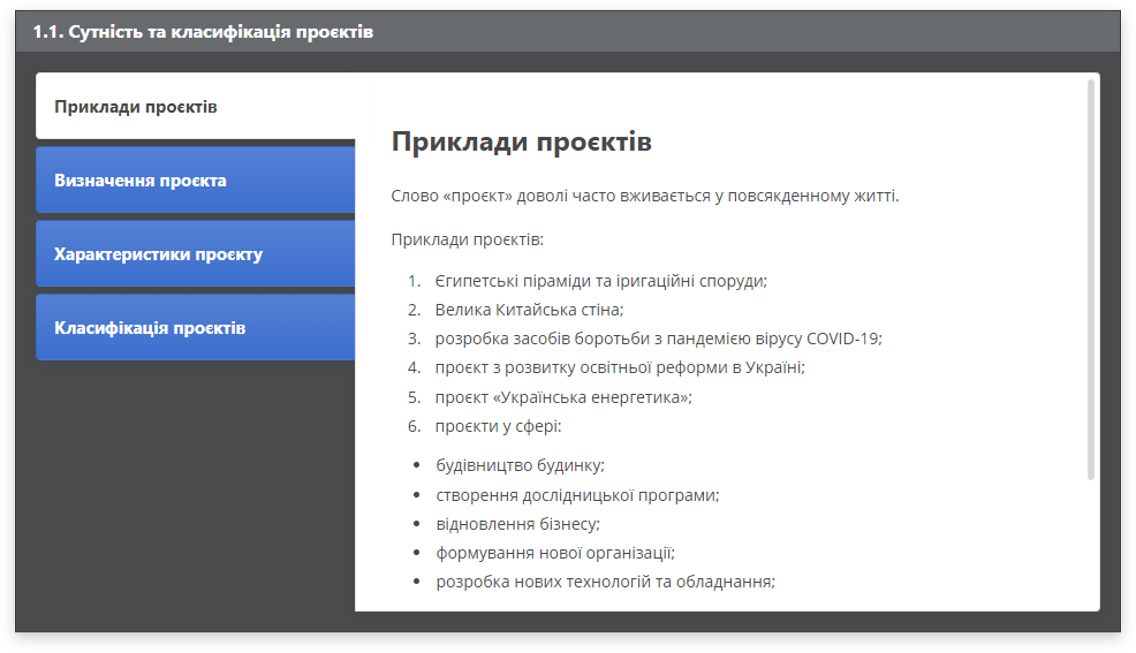 1.1. Сутність та класифікація проєктів
Приклади проєктів
Визначення проєкта
Характеристики проєкту
Класифікація проєктів
Приклади проєктів
Слово «проєкт» доволі часто вживається у повсякденному житті.
Приклади проєктів:
1. Єгипетські піраміди та іригаційні споруди;
2. Велика Китайська стіна;
3. розробка засобів боротьби з пандемією вірусу COVID-19;
4. проєкт з розвитку освітньої реформи в Україні;
5. проєкт «Українська енергетика»;
6. проєкти у сфері:
• будівництво будинку;
• створення дослідницької програми;
• відновлення бізнесу;
• формування нової організації;
• розробка нових технологій та обладнання;